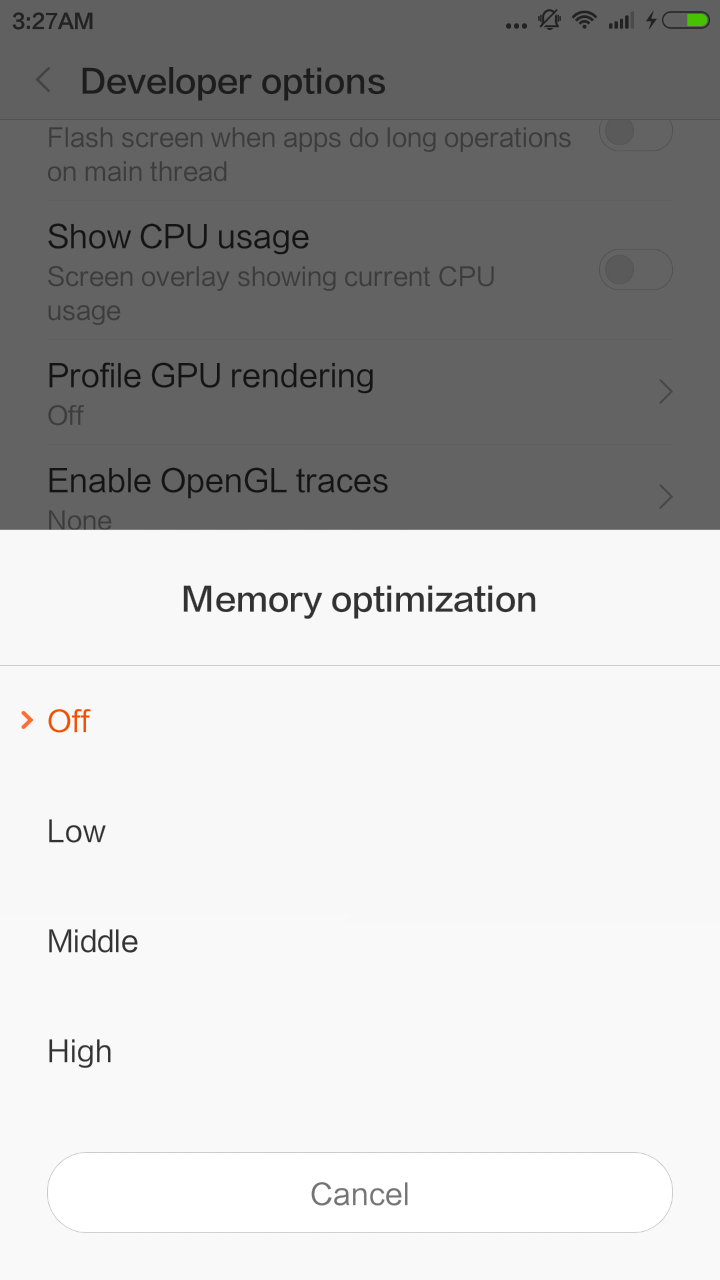 3:27AM
Developer options
Flash screen when apps do long operations
on main thread
Show CPU usage
Screen overlay showing current CPU
usage
Profile GPU rendering
Off
Enable OpenGL traces
None
Memory optimization
Off
Low
Middle
High
Cancel